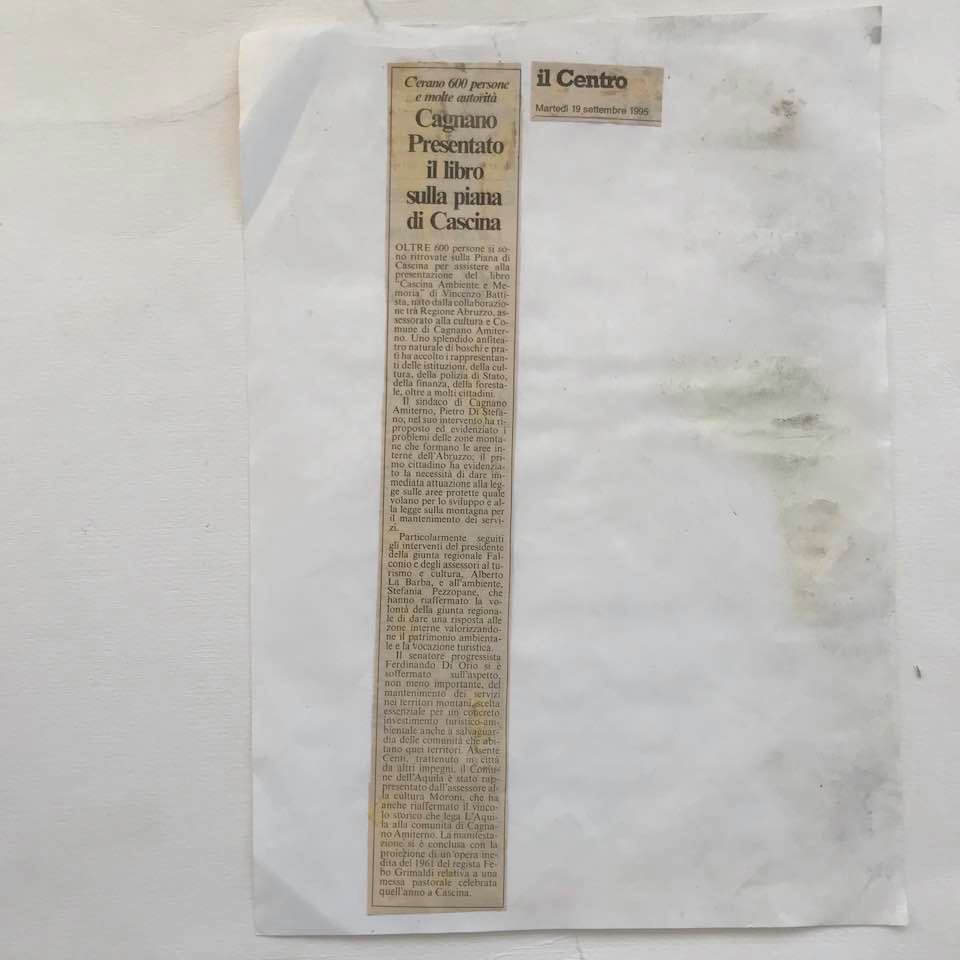 C'erano 600 persone
e molte autorità
Cagnano
Presentato
il libro
sulla piana
di Cascina
OLTRE 600 persone si so-
no ritrovate sulla Piana di
Cascina per assistere alla
presentazione del libro
"Cascina Ambiente e Me-
moria" di Vincenzo Batti-
sta, nato dalla collaborazio-
ne trà Regione Abruzzo, as-
sessorato alla cultura e Co-
mune di Cagnano Amiter-
no. Uno splendido anfitea-
tro naturale di boschi e pra-
ti ha accolto i rappresentan-
ti delle istituzioni, della cul-
tura, della polizia di Stato,
della finanza, della foresta-
le, oltre a molti cittadini.
Il sindaco di Cagnano
Amiterno, Pietro Di Stefa-
no, nel suo intervento ha ri-
proposto ed evidenziato i
problemi delle zone monta-
ne che formano le aree in-
terne dell'Abruzzo; il pri-
mo cittadino ha evidenzia-
to la necessità di dare im-
mediata attuazione alla leg-
ge sulle aree protette quale
volano per lo sviluppo e al-
la legge sulla montagna per
il mantenimento dei servi-
zi.
Particolarmente seguiti
gli interventi del presidente
della giunta regionale Fal-
conio e degli assessori al tu-
rismo e cultura, Alberto
La Barba, e all'ambiente,
Stefania Pezzopane, che
hanno riaffermato la vo-
lontà della giunta regiona-
le di dare una risposta alle
zone interne valorizzando-
ne il patrimonio ambienta-
le e la vocazione turistica.
Il senatore progressista
Ferdinando Di Orio si è
soffermato sull'aspetto,
non meno importante, del
mantenimento dei servizi
nei territori montani, scelta
essenziale per un concreto
investimento turistico-am-
bientale anche a salvaguar-
dia delle comunità che abi-
tano quei territori. Assente
Centi, trattenuto in città
da altri impegni, il Comu-
ne dell'Aquila è stato rap-
presentato dall'assessore al-
la cultura Moroni, che ha
anche riaffermato il vinco-
lo storico che lega L'Aqui-
la alla comunità di Cagna-
no Amiterno. La manifesta-
zione si è conclusa con la
proiezione di un'opera ine-
dita del 1961 del regista Fe-
bo Grimaldi relativa a una
messa pastorale celebrata
quell'anno a Cascina.
il Centro
Martedì 19 settembre 1995